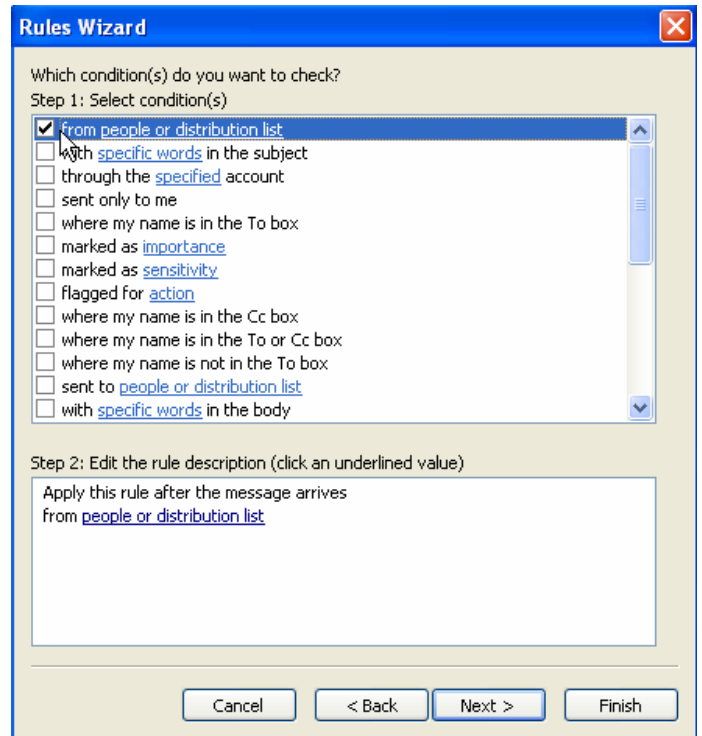 Rules Wizard
Which condition(s) do you want to check?
Step 1: Select condition(s)
from people or distribution list
with specific words in the subject
through the specified account
sent only to me
where my name is in the To box
marked as importance
marked as sensitivity
flagged for action
where my name is in the Cc box
where my name is in the To or Cc box
where my name is not in the To box
sent to people or distribution list
with specific words in the body
Step 2: Edit the rule description (click an underlined value)
Apply this rule after the message arrives
from people or distribution list
Cancel < Back Next > Finish